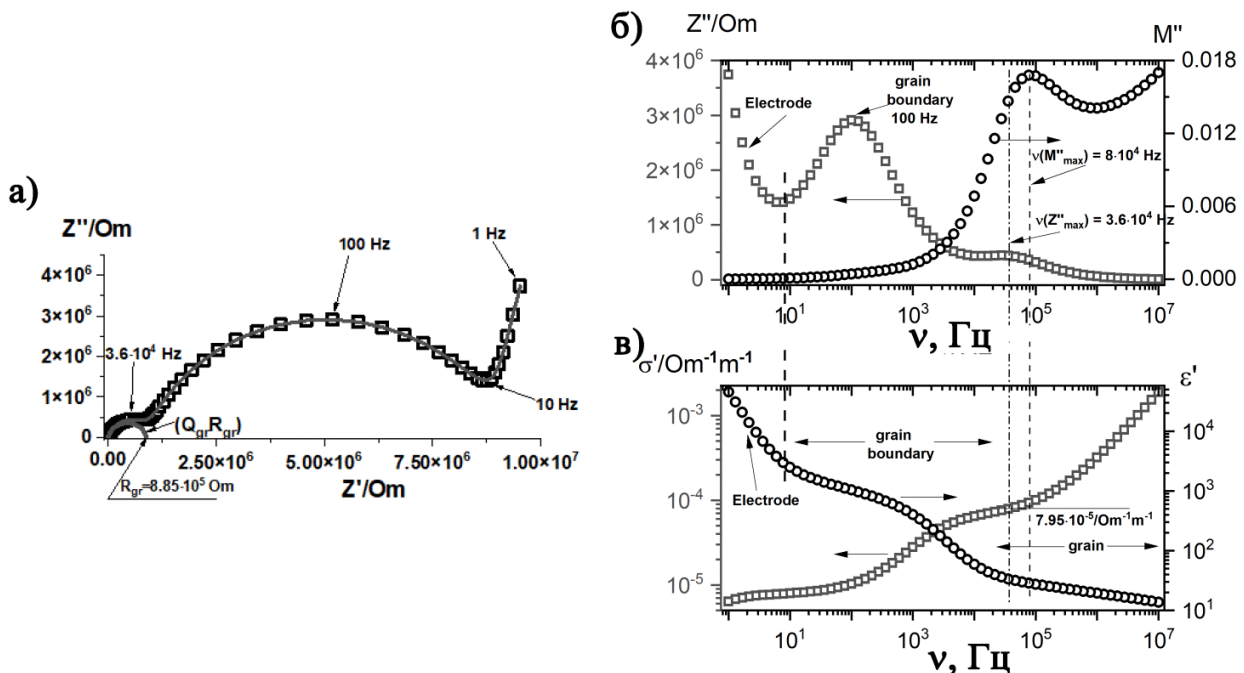 а)
Z''/Om
4×10⁶
3×10⁶
2×10⁶
1×10⁶
0
100 Hz
1 Hz
3.6·10⁴ Hz
10 Hz
(Q_gr R_gr)
0.00
2.50×10⁶
5.00×10⁶
7.50×10⁶
1.00×10⁷
R_gr=8.85·10⁵ Om
Z'/Om
б)
Z''/Om
M''
4×10⁶
3×10⁶
2×10⁶
1×10⁶
0
Electrode
grain
boundary
100 Hz
ν(M''_max) = 8·10⁴ Hz
ν(Z''_max) = 3.6·10⁴ Hz
0.018
0.012
0.006
0.000
10¹
10³
10⁵
10⁷
ν, Гц
в)
σ'/Om⁻¹m⁻¹
ε'
10⁻³
10⁻⁴
10⁻⁵
grain
boundary
Electrode
7.95·10⁻⁵/Om⁻¹m⁻¹
grain
10⁴
10³
10²
10¹
10¹
10³
10⁵
10⁷
ν, Гц